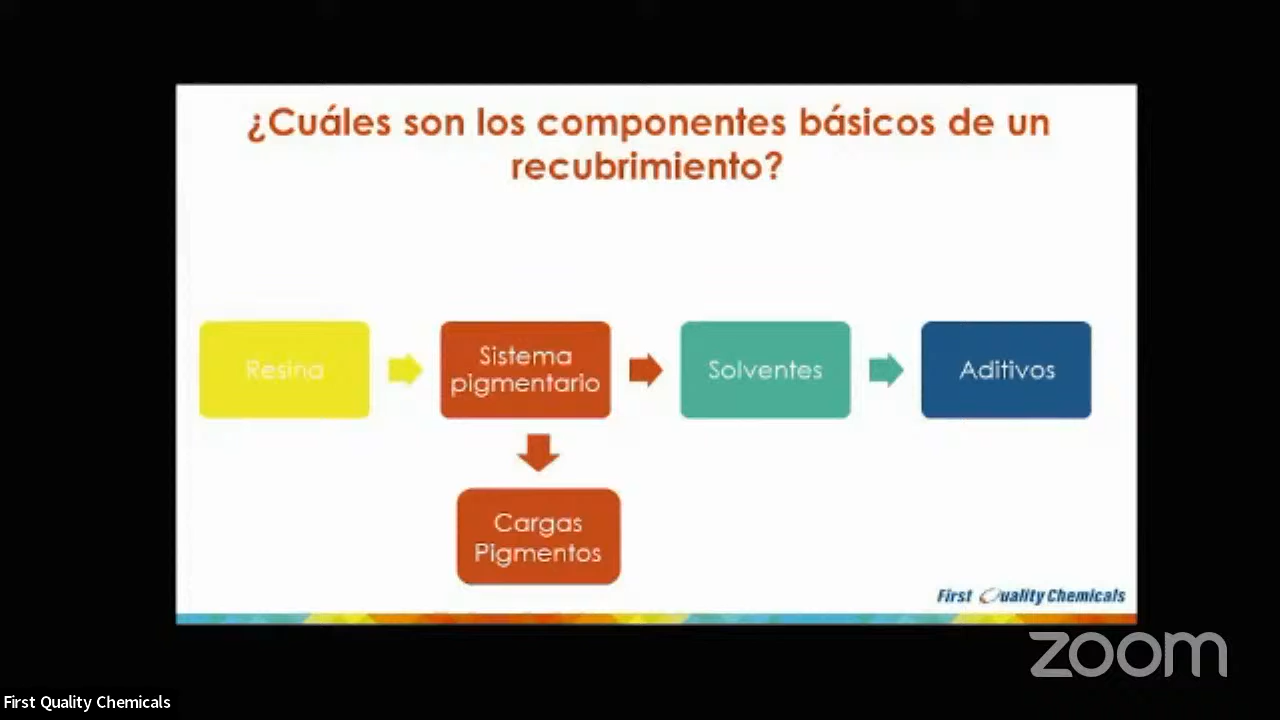 ¿Cuáles son los componentes básicos de un
recubrimiento?
Resina
Sistema
pigmentario
Solventes
Aditivos
Cargas
Pigmentos
First Quality Chemicals
zoom
First Quality Chemicals